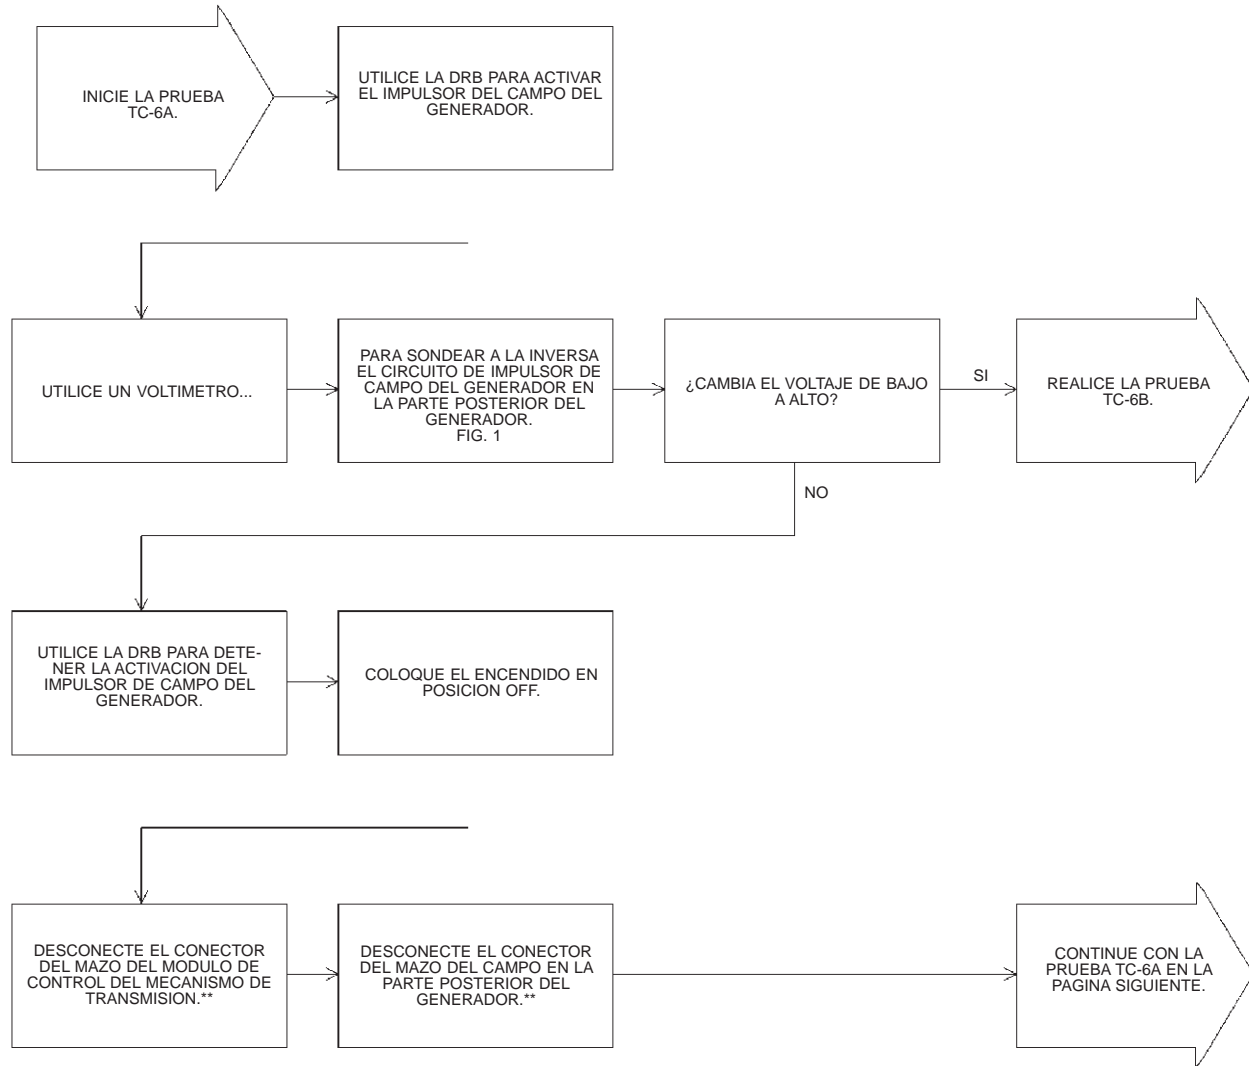 INICIE LA PRUEBA
TC-6A.
UTILICE LA DRB PARA ACTIVAR
EL IMPULSOR DEL CAMPO DEL
GENERADOR.
UTILICE UN VOLTIMETRO...
PARA SONDEAR A LA INVERSA
EL CIRCUITO DE IMPULSOR DE
CAMPO DEL GENERADOR EN
LA PARTE POSTERIOR DEL
GENERADOR.
FIG. 1
¿CAMBIA EL VOLTAJE DE BAJO
A ALTO?
SI
REALICE LA PRUEBA
TC-6B.
NO
UTILICE LA DRB PARA DETE-
NER LA ACTIVACION DEL
IMPULSOR DE CAMPO DEL
GENERADOR.
COLOQUE EL ENCENDIDO EN
POSICION OFF.
DESCONECTE EL CONECTOR
DEL MAZO DEL MODULO DE
CONTROL DEL MECANISMO DE
TRANSMISION.**
DESCONECTE EL CONECTOR
DEL MAZO DEL CAMPO EN LA
PARTE POSTERIOR DEL
GENERADOR.**
CONTINUE CON LA
PRUEBA TC-6A EN LA
PAGINA SIGUIENTE.